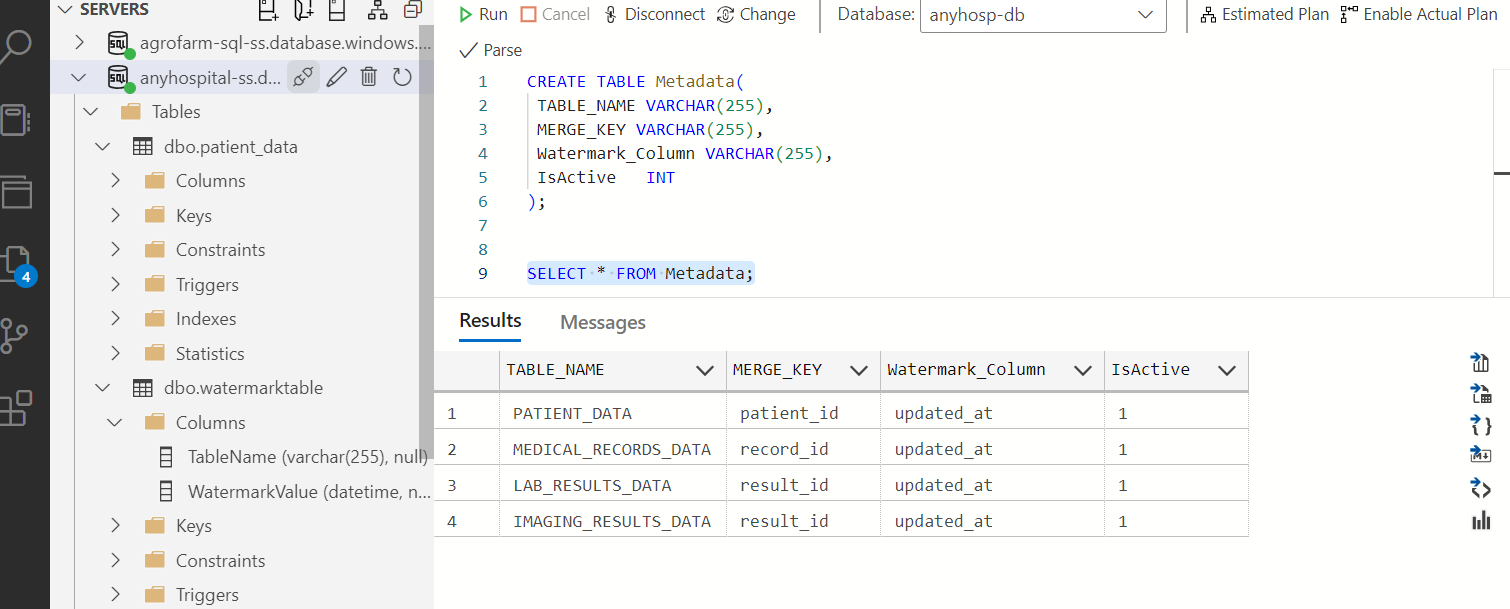 SERVERS
agrofarm-sql-ss.database.windows....
anyhospital-ss.d...
Tables
dbo.patient_data
Columns
Keys
Constraints
Triggers
Indexes
Statistics
dbo.watermarktable
Columns
TableName (varchar(255), null)
WatermarkValue (datetime, n...
Keys
Constraints
Triggers
4
Run Cancel Disconnect Change Database: anyhosp-db Estimated Plan Enable Actual Plan
Parse
1 CREATE TABLE Metadata(
2 TABLE_NAME VARCHAR(255),
3 MERGE_KEY VARCHAR(255),
4 Watermark_Column VARCHAR(255),
5 IsActive INT
6 );
7
8
9 SELECT * FROM Metadata;
Results Messages
TABLE_NAME MERGE_KEY Watermark_Column IsActive
1 PATIENT_DATA patient_id updated_at 1
2 MEDICAL_RECORDS_DATA record_id updated_at 1
3 LAB_RESULTS_DATA result_id updated_at 1
4 IMAGING_RESULTS_DATA result_id updated_at 1